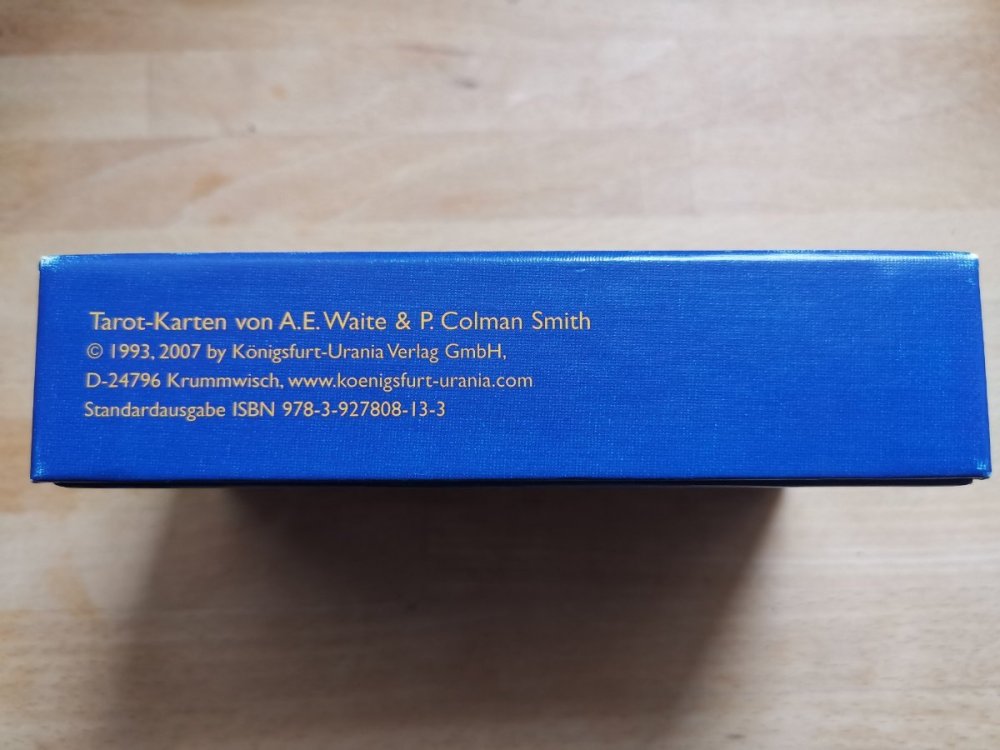 Tarot-Karten von A.E. Waite & P. Colman Smith
© 1993, 2007 by Königsfurt-Urania Verlag GmbH,
D-24796 Krummwisch, www.koenigsfurt-urania.com
Standardausgabe ISBN 978-3-927808-13-3